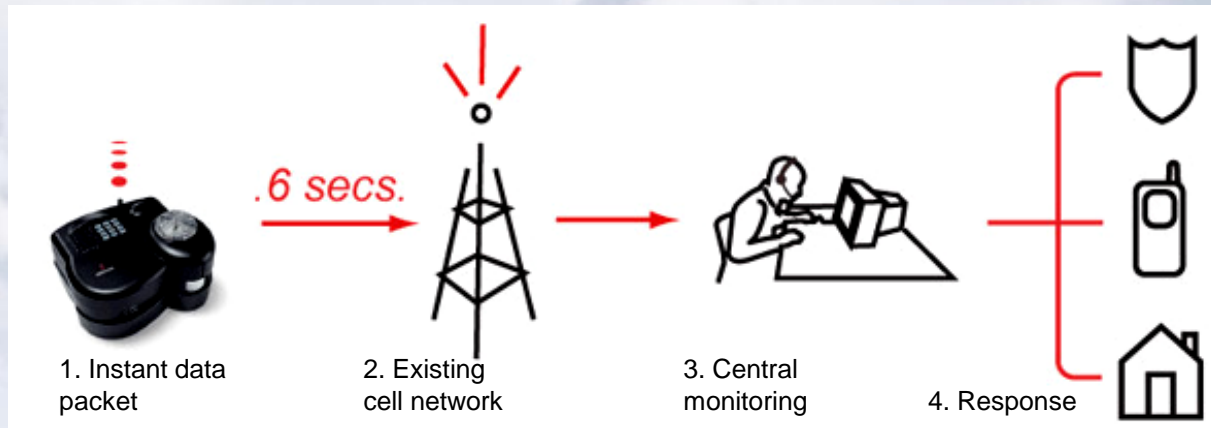 .6 secs.
1. Instant data
packet
2. Existing
cell network
3. Central
monitoring
4. Response